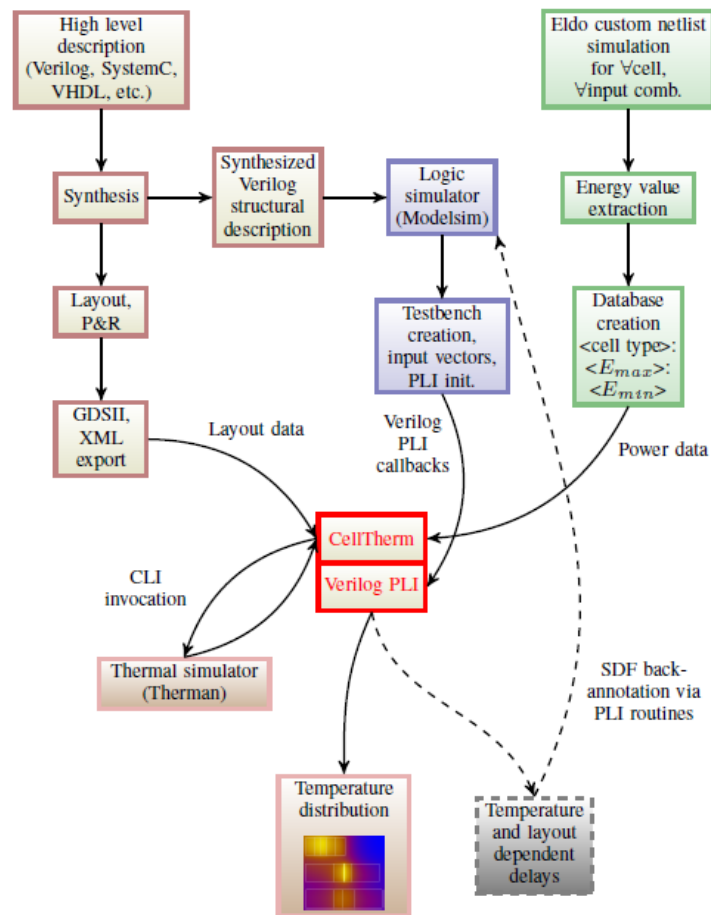 High level
description
(Verilog, SystemC,
VHDL, etc.)
Eldo custom netlist
simulation
for ∀cell,
∀input comb.
Synthesis
Synthesized
Verilog
structural
description
Logic
simulator
(Modelsim)
Energy value
extraction
Layout,
P&R
Testbench
creation,
input vectors,
PLI init.
Database
creation
<cell type>:
<E_max>:
<E_min>
GDSII,
XML
export
Layout data
Verilog
PLI
callbacks
Power data
CellTherm
Verilog PLI
CLI
invocation
Thermal simulator
(Therman)
SDF back-
annotation via
PLI routines
Temperature
distribution
Temperature
and layout
dependent
delays